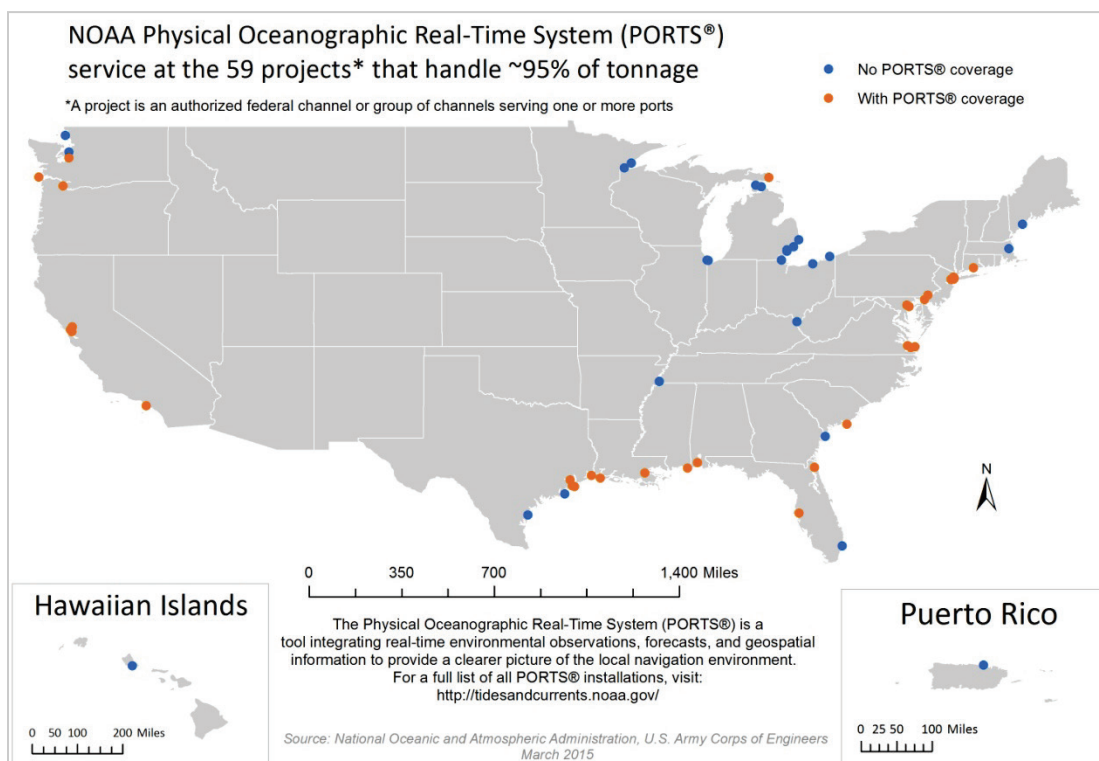 NOAA Physical Oceanographic Real-Time System (PORTS®)
service at the 59 projects* that handle ~95% of tonnage
*A project is an authorized federal channel or group of channels serving one or more ports
No PORTS® coverage
With PORTS® coverage
N
0 350 700 1,400 Miles
Hawaiian Islands
0 50 100 200 Miles
The Physical Oceanographic Real-Time System (PORTS®) is a
tool integrating real-time environmental observations, forecasts, and geospatial
information to provide a clearer picture of the local navigation environment.
For a full list of all PORTS® installations, visit:
http://tidesandcurrents.noaa.gov/
Source: National Oceanic and Atmospheric Administration, U.S. Army Corps of Engineers
March 2015
Puerto Rico
0 25 50 100 Miles